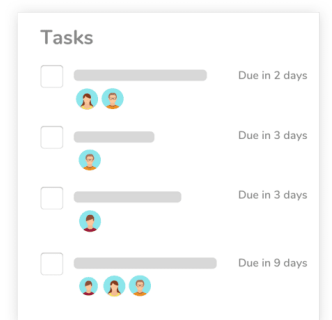 Tasks
Due in 2 days
Due in 3 days
Due in 3 days
Due in 9 days